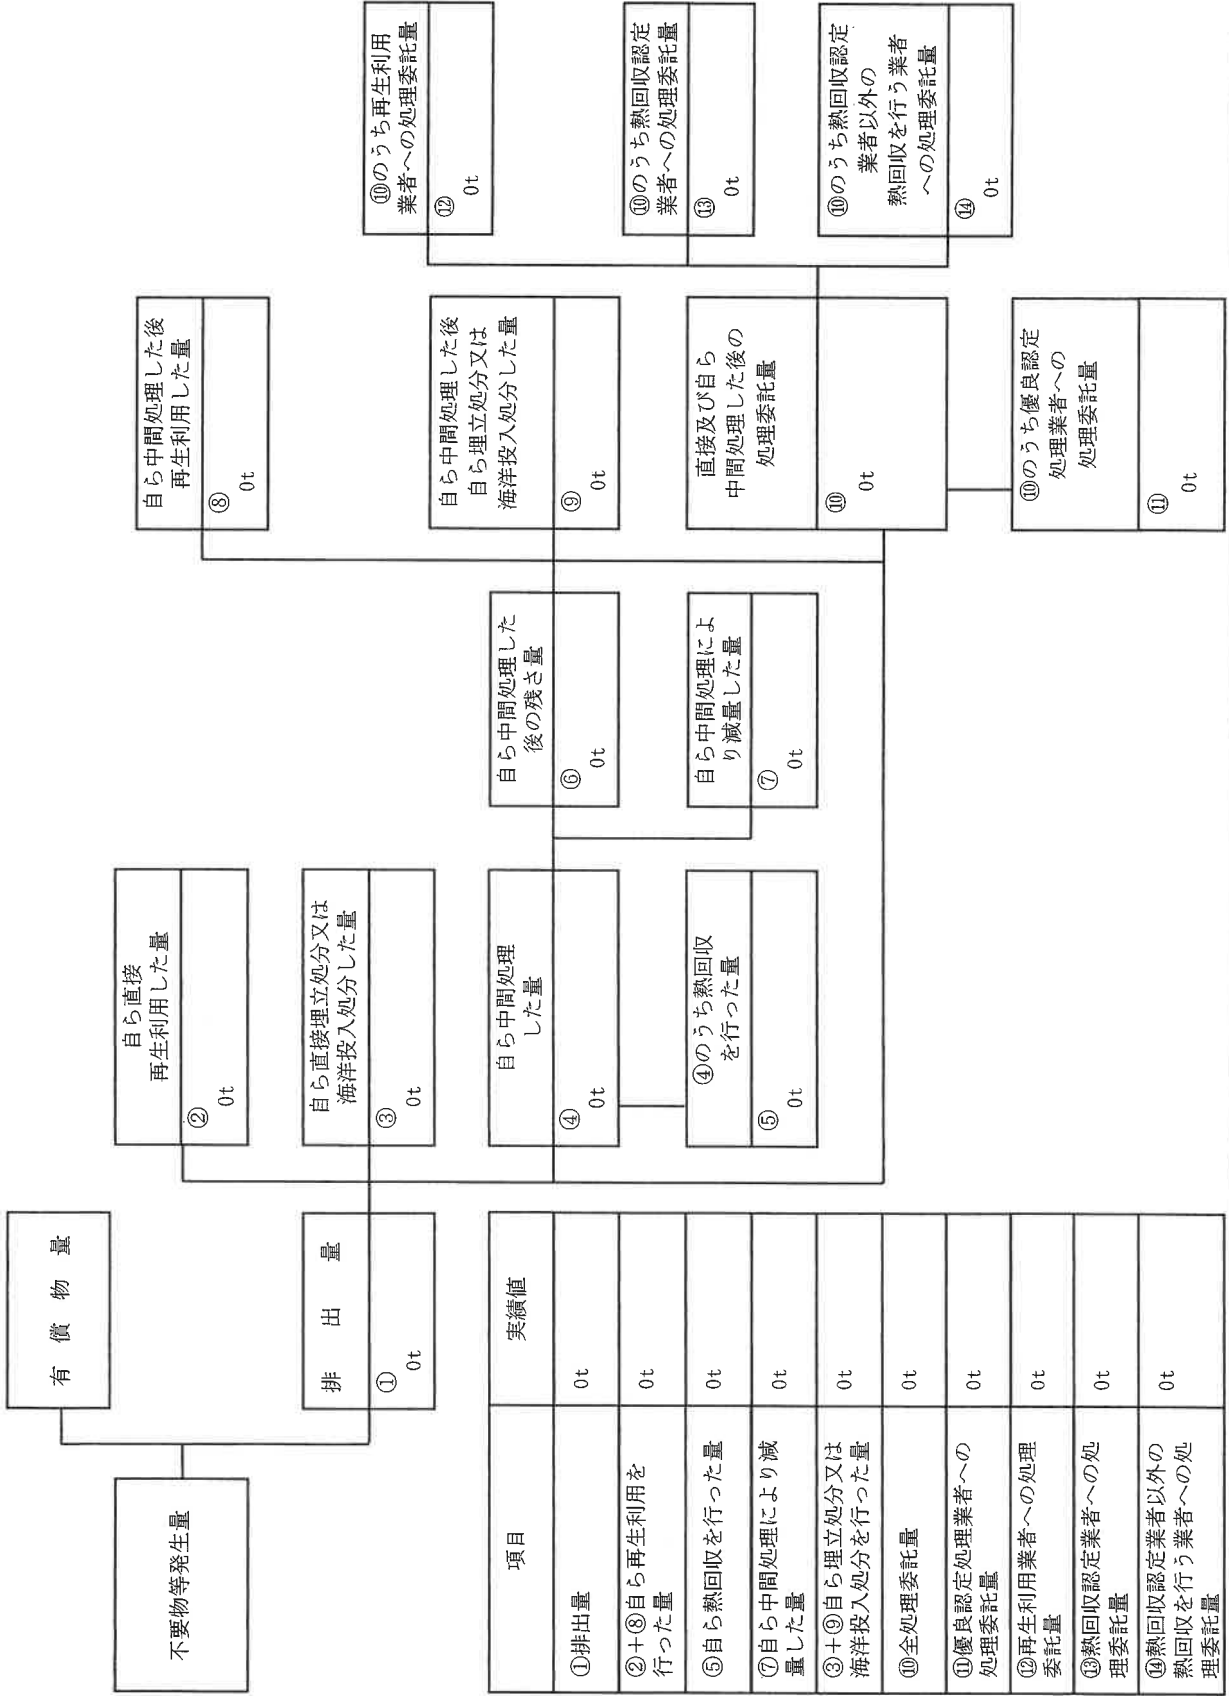 不要物等発生量
有償物量
排出量
①
0t
自ら直接
再生利用した量
②
0t
自ら直接埋立処分又は
海洋投入処分した量
③
0t
自ら中間処理
した量
④
0t
④のうち熱回収
を行った量
⑤
0t
自ら中間処理した
後の残さ量
⑥
0t
自ら中間処理によ
り減量した量
⑦
0t
自ら中間処理した後
再生利用した量
⑧
0t
自ら中間処理した後
自ら埋立処分又は
海洋投入処分した量
⑨
0t
直接及び自ら
中間処理した後の
処理委託量
⑩
0t
⑩のうち優良認定
処理業者への
処理委託量
⑪
0t
⑩のうち再生利用
業者への処理委託量
⑫
0t
⑩のうち熱回収認定
業者への処理委託量
⑬
0t
⑩のうち熱回収認定
業者以外の
熱回収を行う業者
への処理委託量
⑭
0t
項目
実績値
①排出量
0t
②+⑧自ら再生利用を
行った量
0t
⑤自ら熱回収を行った量
0t
⑦自ら中間処理により減
量した量
0t
③+⑨自ら埋立処分又は
海洋投入処分を行った量
0t
⑩全処理委託量
0t
⑪優良認定処理業者への
処理委託量
0t
⑫再生利用業者への処理
委託量
0t
⑬熱回収認定業者への処
理委託量
0t
⑭熱回収認定業者以外の
熱回収を行う業者への処
理委託量
0t